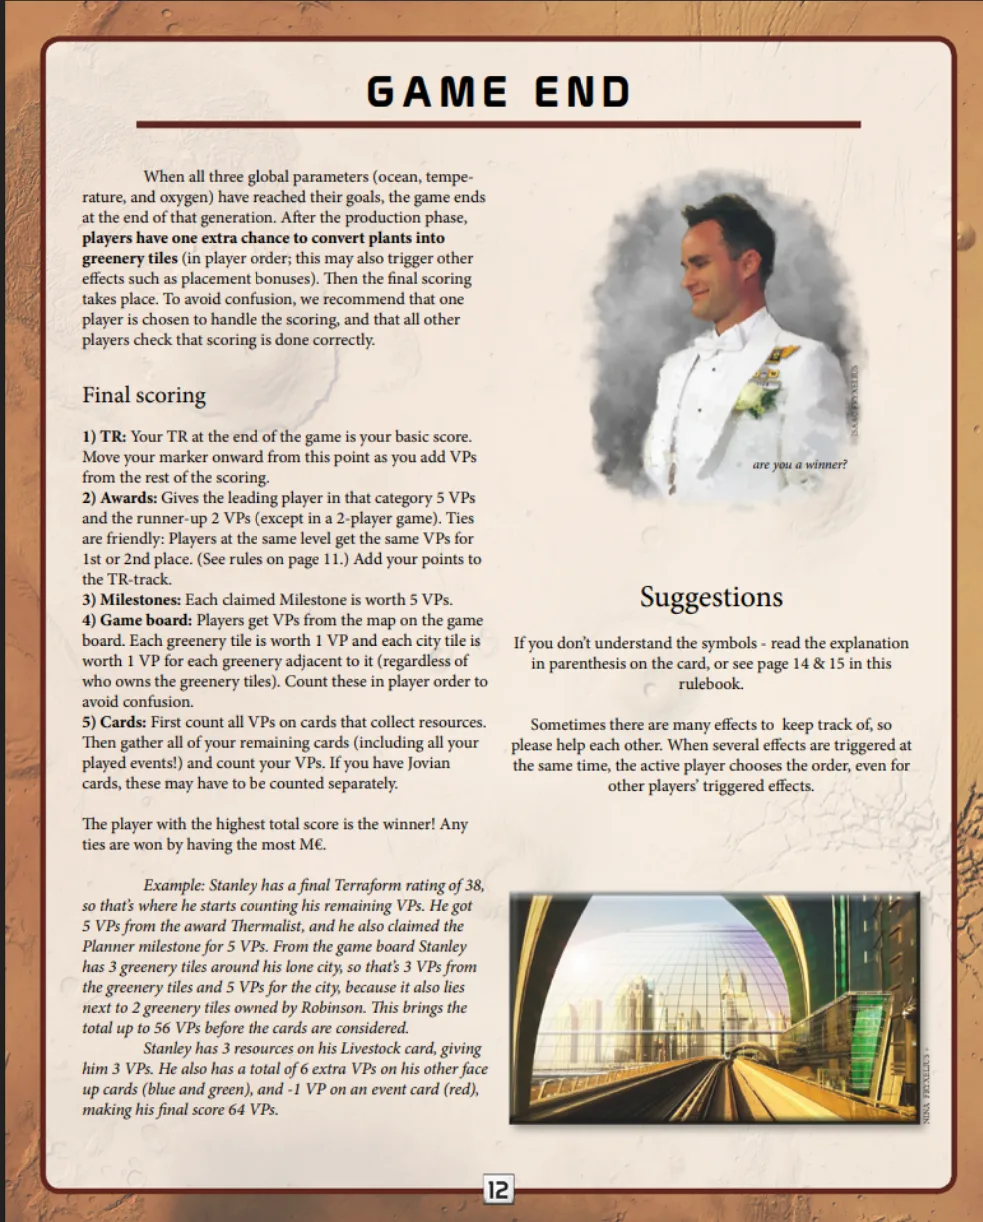 GAME END
When all three global parameters (ocean, tempe-
rature, and oxygen) have reached their goals, the game ends
at the end of that generation. After the production phase,
players have one extra chance to convert plants into
greenery tiles (in player order; this may also trigger other
effects such as placement bonuses). Then the final scoring
takes place. To avoid confusion, we recommend that one
player is chosen to handle the scoring, and that all other
players check that scoring is done correctly.
Final scoring
1) TR: Your TR at the end of the game is your basic score.
Move your marker onward from this point as you add VPs
from the rest of the scoring.
2) Awards: Gives the leading player in that category 5 VPs
and the runner-up 2 VPs (except in a 2-player game). Ties
are friendly: Players at the same level get the same VPs for
1st or 2nd place. (See rules on page 11.) Add your points to
the TR-track.
3) Milestones: Each claimed Milestone is worth 5 VPs.
4) Game board: Players get VPs from the map on the game
board. Each greenery tile is worth 1 VP and each city tile is
worth 1 VP for each greenery adjacent to it (regardless of
who owns the greenery tiles). Count these in player order to
avoid confusion.
5) Cards: First count all VPs on cards that collect resources.
Then gather all of your remaining cards (including all your
played events!) and count your VPs. If you have Jovian
cards, these may have to be counted separately.
The player with the highest total score is the winner! Any
ties are won by having the most M€.
Example: Stanley has a final Terraform rating of 38,
so that's where he starts counting his remaining VPs. He got
5 VPs from the award Thermalist, and he also claimed the
Planner milestone for 5 VPs. From the game board Stanley
has 3 greenery tiles around his lone city, so that's 3 VPs from
the greenery tiles and 5 VPs for the city, because it also lies
next to 2 greenery tiles owned by Robinson. This brings the
total up to 56 VPs before the cards are considered.
Stanley has 3 resources on his Livestock card, giving
him 3 VPs. He also has a total of 6 extra VPs on his other face
up cards (blue and green), and -1 VP on an event card (red),
making his final score 64 VPs.
ISAAC FRYXELIUS
are you a winner?
Suggestions
If you don't understand the symbols - read the explanation
in parenthesis on the card, or see page 14 & 15 in this
rulebook.
Sometimes there are many effects to keep track of, so
please help each other. When several effects are triggered at
the same time, the active player chooses the order, even for
other players' triggered effects.
NINA FRYXELIUS -
12